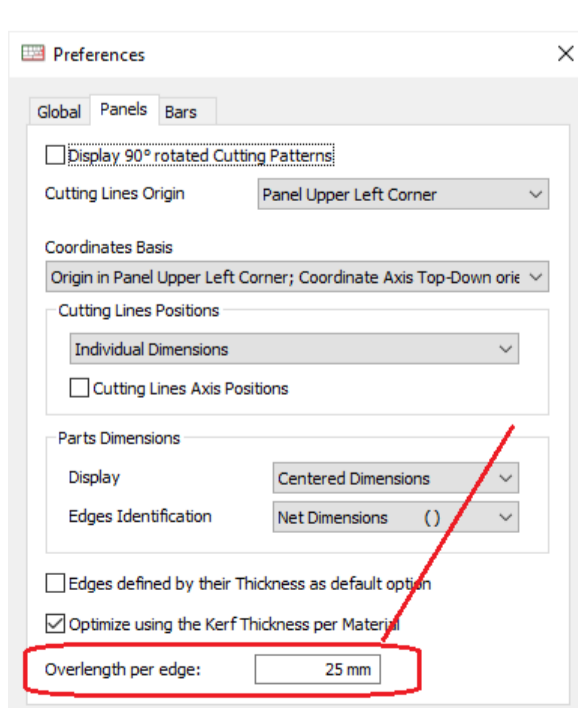 Preferences
Global Panels Bars
Display 90° rotated Cutting Patterns
Cutting Lines Origin Panel Upper Left Corner
Coordinates Basis
Origin in Panel Upper Left Corner; Coordinate Axis Top-Down orie
Cutting Lines Positions
Individual Dimensions
Cutting Lines Axis Positions
Parts Dimensions
Display Centered Dimensions
Edges Identification Net Dimensions ()
Edges defined by their Thickness as default option
Optimize using the Kerf Thickness per Material
Overlength per edge: 25 mm